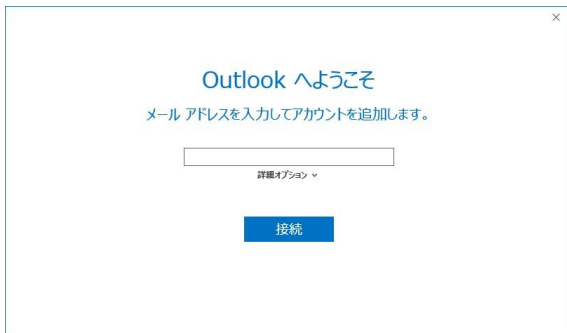 Outlook へようこそ
メール アドレスを入力してアカウントを追加します。
詳細オプション
接続